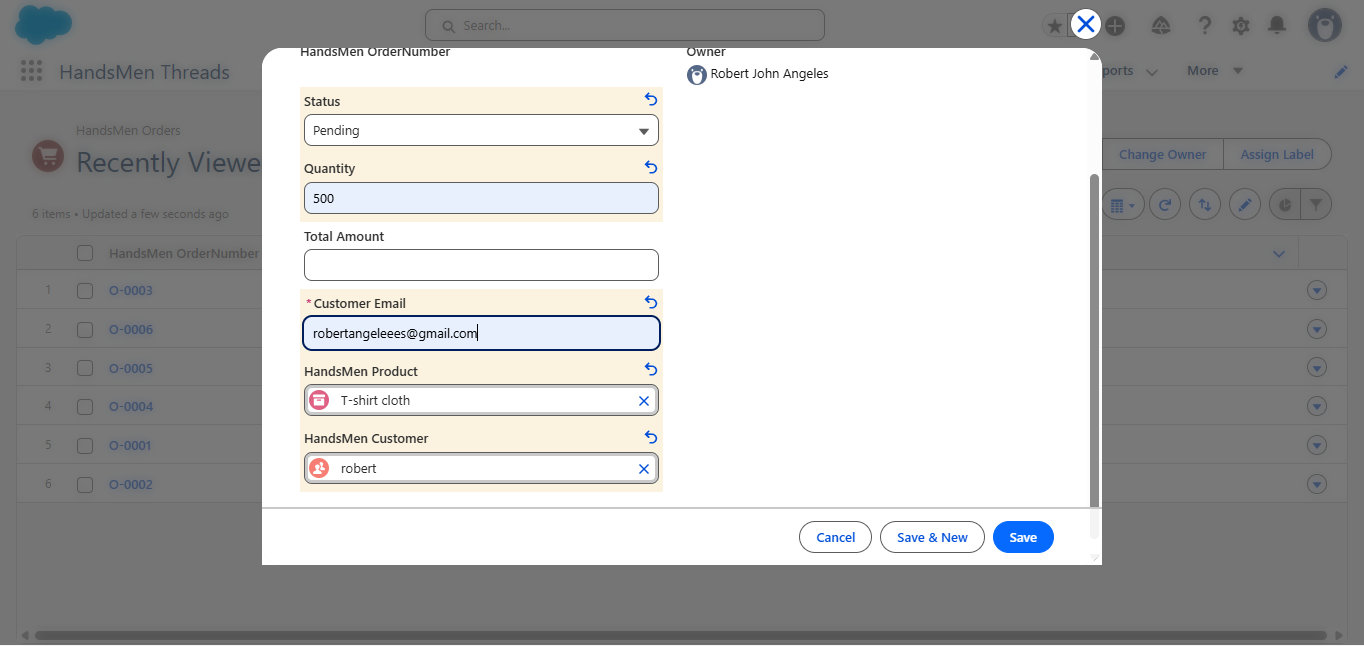 Search...
HandsMen Threads
ports
More
HandsMen Orders
Recently Viewe
Change Owner
Assign Label
6 items • Updated a few seconds ago
HandsMen OrderNumber
1 O-0003
2 O-0006
3 O-0005
4 O-0004
5 O-0001
6 O-0002
HandsMen OrderNumber
Owner
Robert John Angeles
Status
Pending
Quantity
500
Total Amount
*Customer Email
robertangeleees@gmail.com
HandsMen Product
T-shirt cloth
HandsMen Customer
robert
Cancel
Save & New
Save